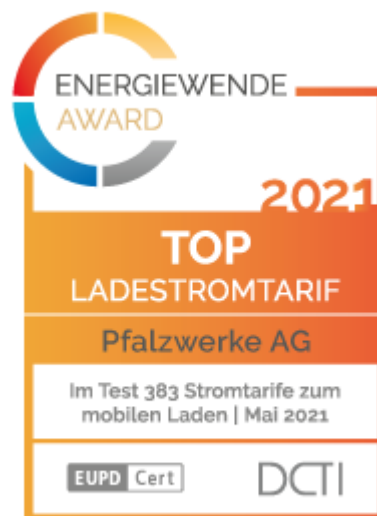 ENERGIEWENDE
AWARD
2021
TOP
LADESTROMTARIF
Pfalzwerke AG
Im Test 383 Stromtarife zum
mobilen Laden | Mai 2021
EUPD Cert DCTI